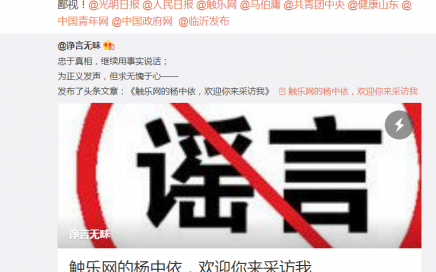 鄙视！@光明日报 @人民日报 @触乐网 @马伯庸 @共青团中央 @健康山东 @
中国青年网 @中国政府网 @临沂发布
@诤言无昧
忠于真相，继续用事实说话；
为正义发声，但求无愧于心——
发布了头条文章：《触乐网的杨中依，欢迎你来采访我》 触乐网的杨中依，欢迎你来采访我
谣言
诤言无昧
触乐网的杨中依，欢迎你来采访我